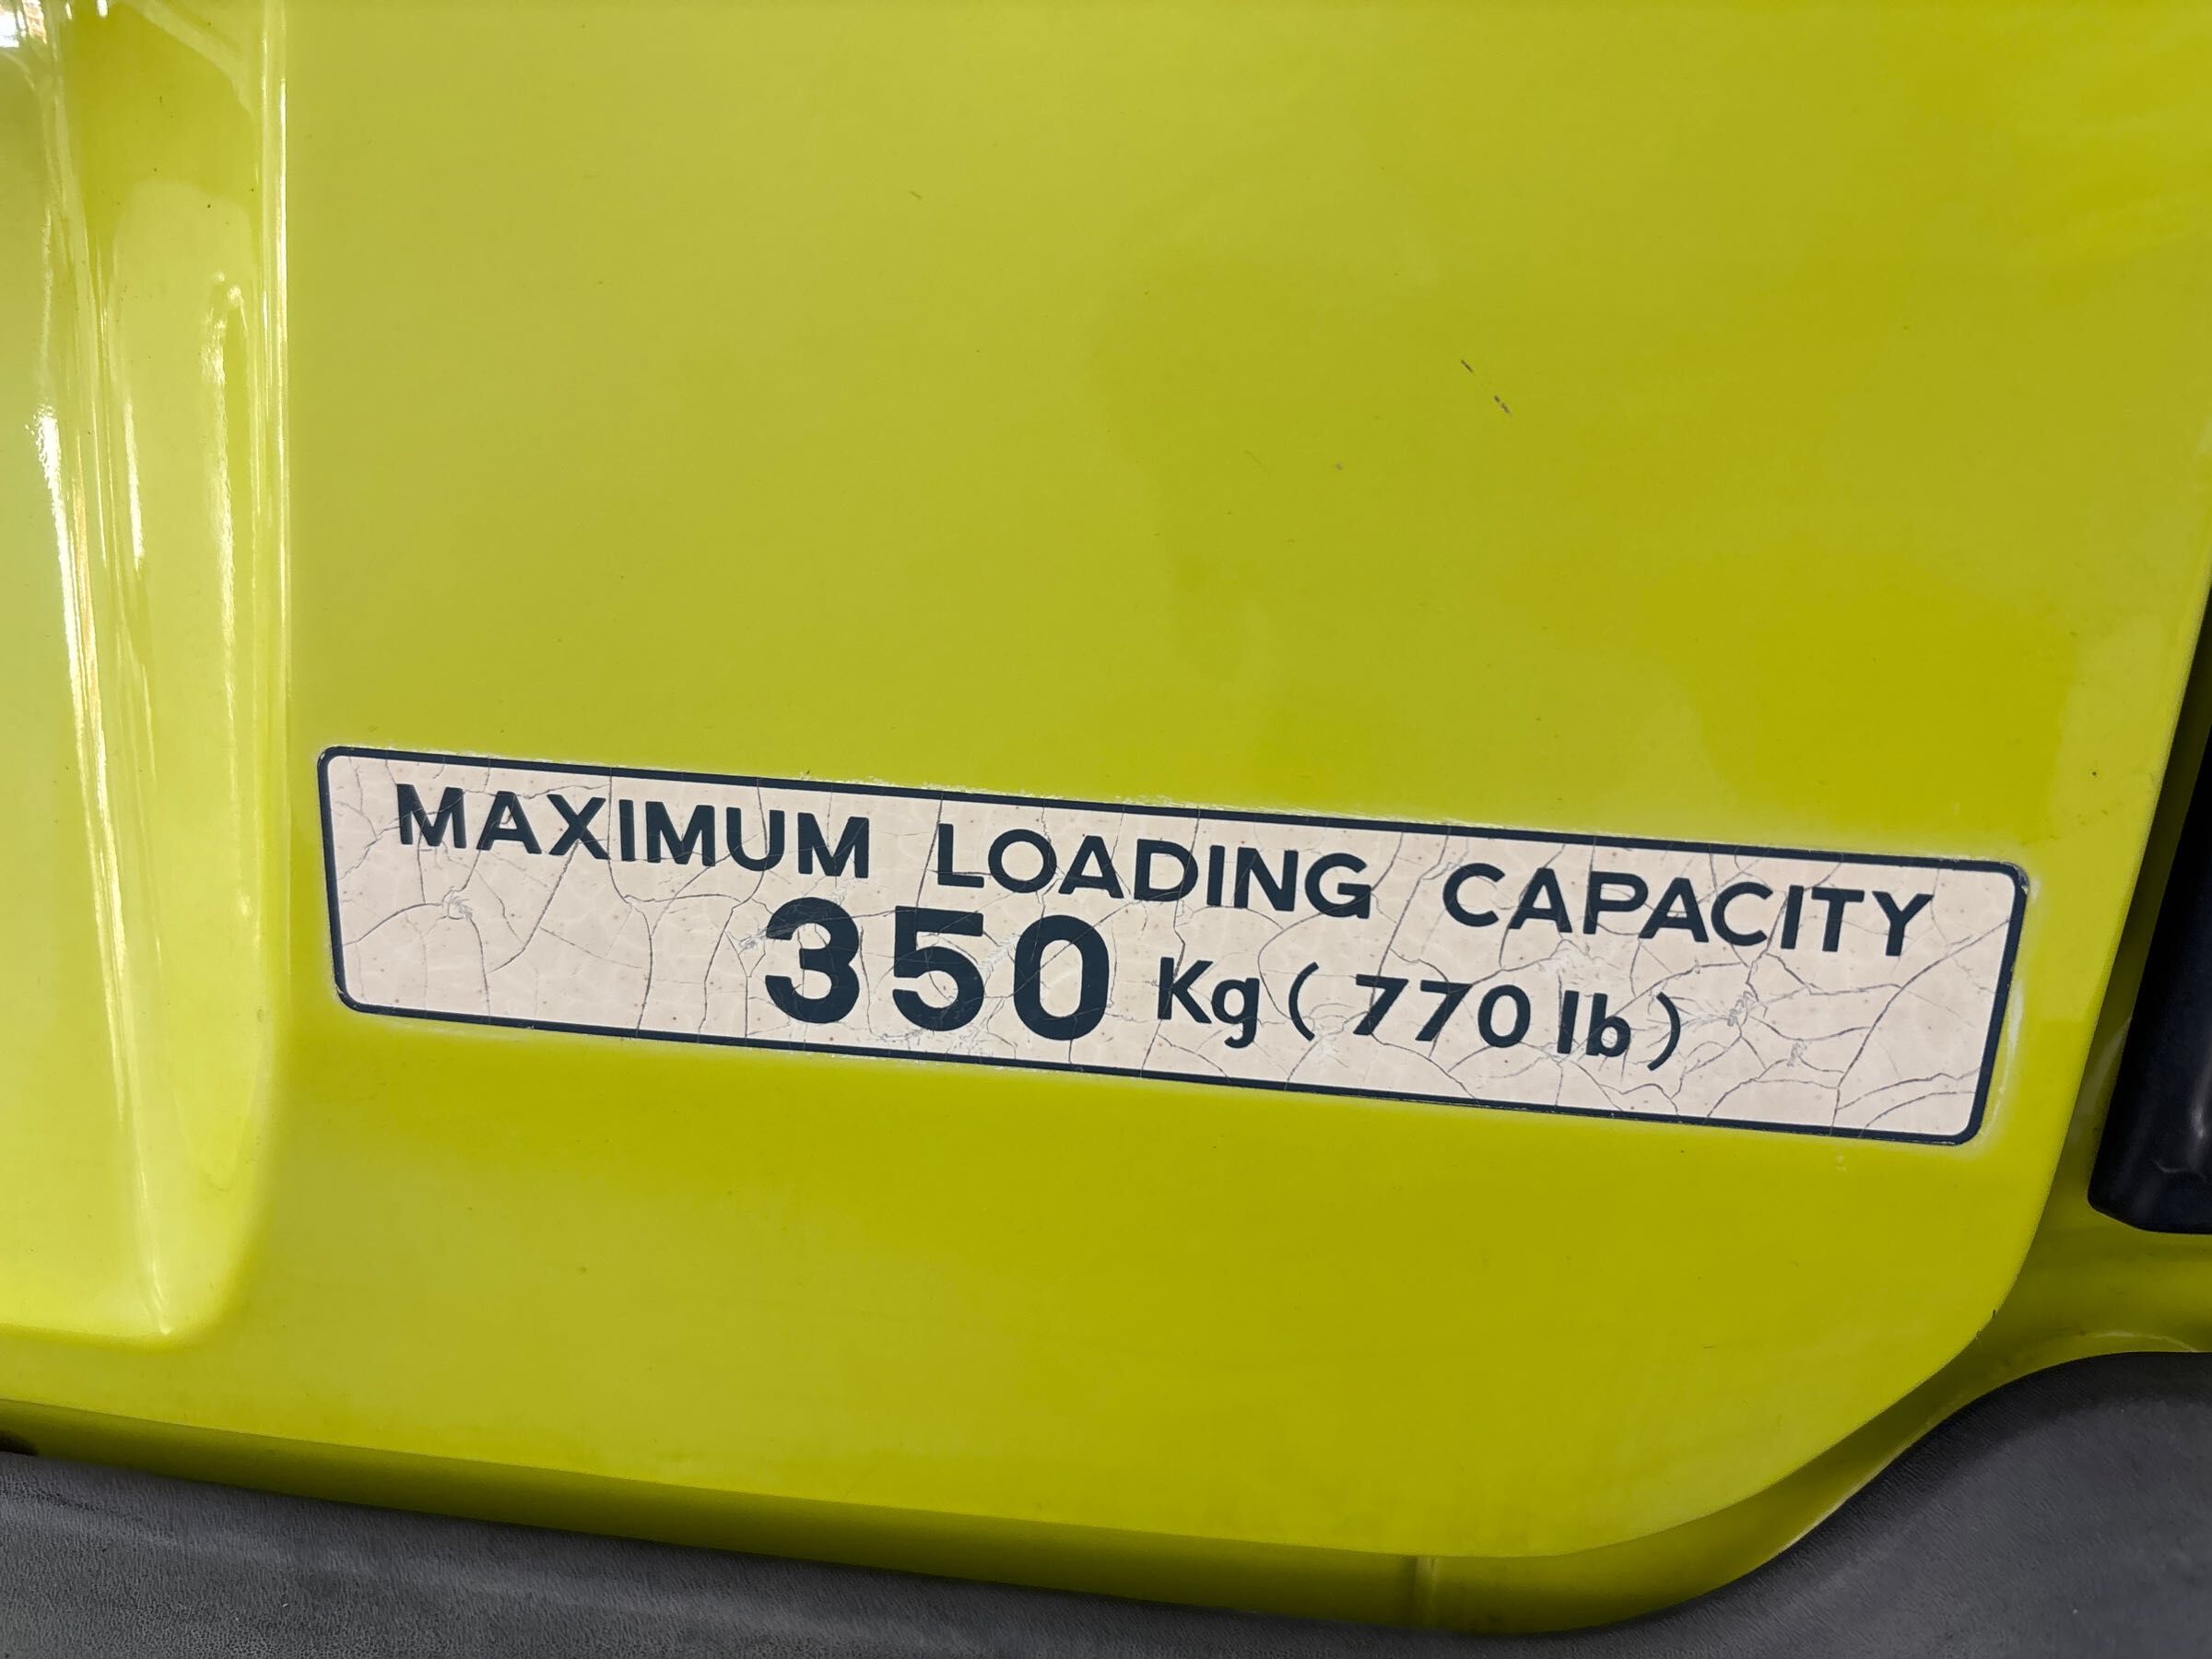 MAXIMUM LOADING CAPACITY
350 Kg ( 770 lb )